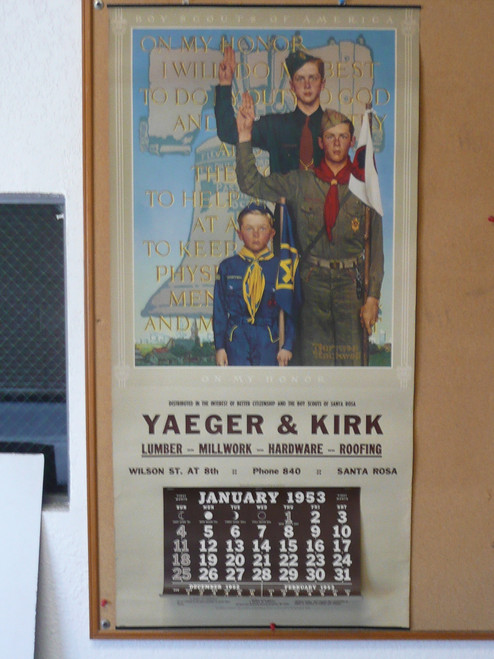 BOY SCOUTS OF AMERICA
ON MY HONOR
I WILL DO MY BEST
TO DO MY DUTY TO GOD
AND
TO HELP
AT A
TO KEEP
PHYSI
MEN
AND M
NORMAN
ROCKWELL
ON MY HONOR
DISTRIBUTED IN THE INTEREST OF BETTER CITIZENSHIP AND THE BOY SCOUTS OF SANTA ROSA
YAEGER & KIRK
LUMBER – MILLWORK – HARDWARE – ROOFING
WILSON ST. AT 8th :: Phone 840 :: SANTA ROSA
JANUARY 1953
SUN MON TUE WED THU FRI SAT
1 2 3
4 5 6 7 8 9 10
11 12 13 14 15 16 17
18 19 20 21 22 23 24
25 26 27 28 29 30 31
DECEMBER 1952 FEBRUARY 1953